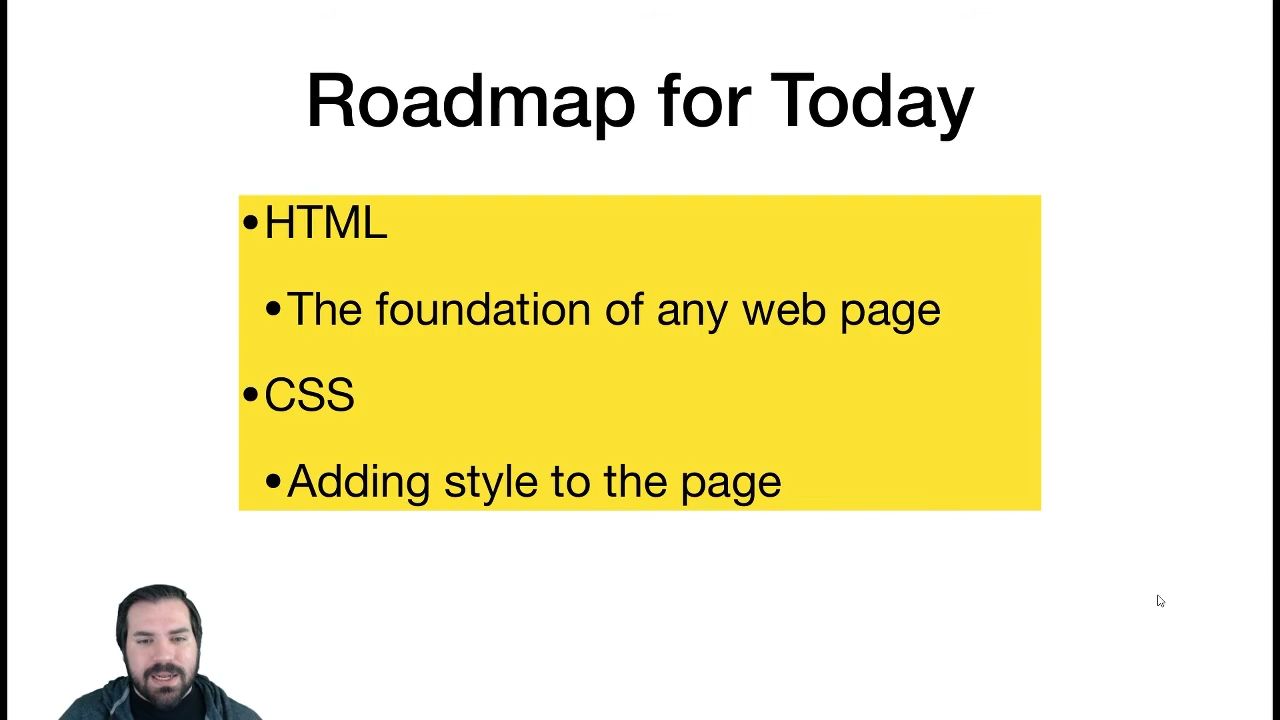 Roadmap for Today
•HTML
•The foundation of any web page
•CSS
•Adding style to the page